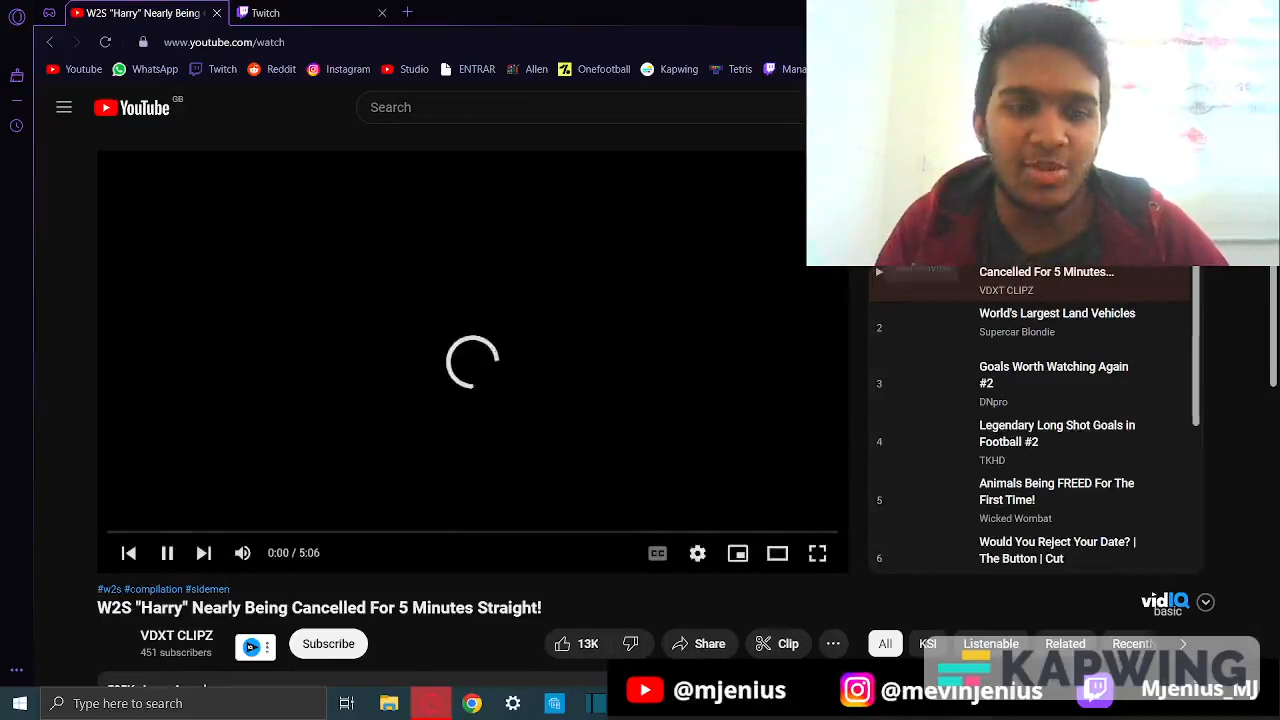 W2S "Harry" Nearly Being
Twitch
www.youtube.com/watch
Youtube WhatsApp Twitch Reddit Instagram Studio ENTRAR Allen Onefootball Kapwing Tetris Mana
YouTube GB
Search
Cancelled For 5 Minutes...
VDXT CLIPZ
2
World's Largest Land Vehicles
Supercar Blondie
3
Goals Worth Watching Again
#2
DNpro
4
Legendary Long Shot Goals in
Football #2
TKHD
5
Animals Being FREED For The
First Time!
Wicked Wombat
6
Would You Reject Your Date? |
The Button | Cut
0:00 / 5:06
CC
#w2s #compilation #sidemen
W2S "Harry" Nearly Being Cancelled For 5 Minutes Straight!
vidIQ
basic
VDXT CLIPZ
451 subscribers
Subscribe
13K
Share
Clip
All
KSI
Listenable
Related
Recent
KAPWING
@mjenius
@mevinjenius
Mjenius_MJ
Type here to search